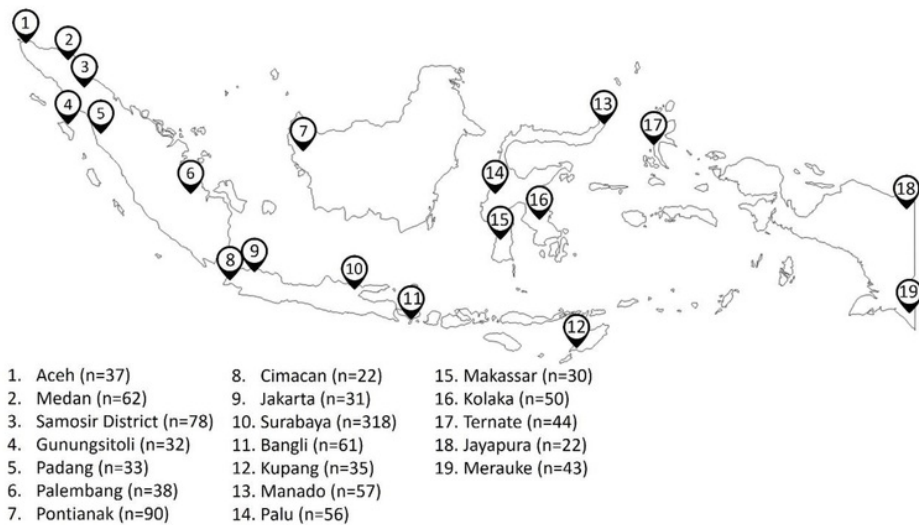 1
2
3
4
5
6
7
8
9
10
11
12
13
14
15
16
17
18
19
1. Aceh (n=37)
2. Medan (n=62)
3. Samosir District (n=78)
4. Gunungsitoli (n=32)
5. Padang (n=33)
6. Palembang (n=38)
7. Pontianak (n=90)
8. Cimacan (n=22)
9. Jakarta (n=31)
10. Surabaya (n=318)
11. Bangli (n=61)
12. Kupang (n=35)
13. Manado (n=57)
14. Palu (n=56)
15. Makassar (n=30)
16. Kolaka (n=50)
17. Ternate (n=44)
18. Jayapura (n=22)
19. Merauke (n=43)